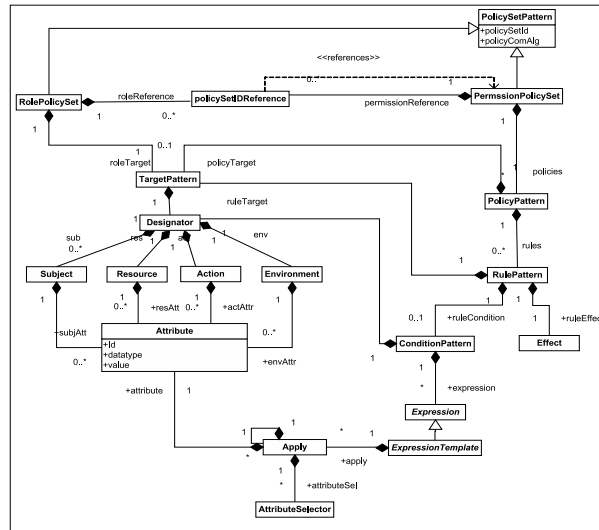 PolicySetPattern
+policySetId
+policyComAlg
<<references>>
0..
1
RolePolicySet
roleReference
policySetIDReference
permissionReference
PermssionPolicySet
1
1
0..*
1
1
0..1
policyTarget
1
roleTarget
1
policies
TargetPattern
*
PolicyPattern
1
ruleTarget
1
Designator
rules
sub
res
a
env
1
1
1
1
1
0..*
0..*
Subject
Resource
Action
Environment
1
RulePattern
1
1
1
1
0..*
+resAtt
0..*
+actAttr
1
1
+subjAtt
Attribute
0..*
0..1
+ruleCondition
1
+ruleEffect
+Id
+datatype
+value
1
ConditionPattern
Effect
0..*
+envAttr
1
+attribute
1
*
+expression
Expression
1
1
*
1
*
Apply
ExpressionTemplate
1
+apply
*
+attributeSel
AttributeSelector